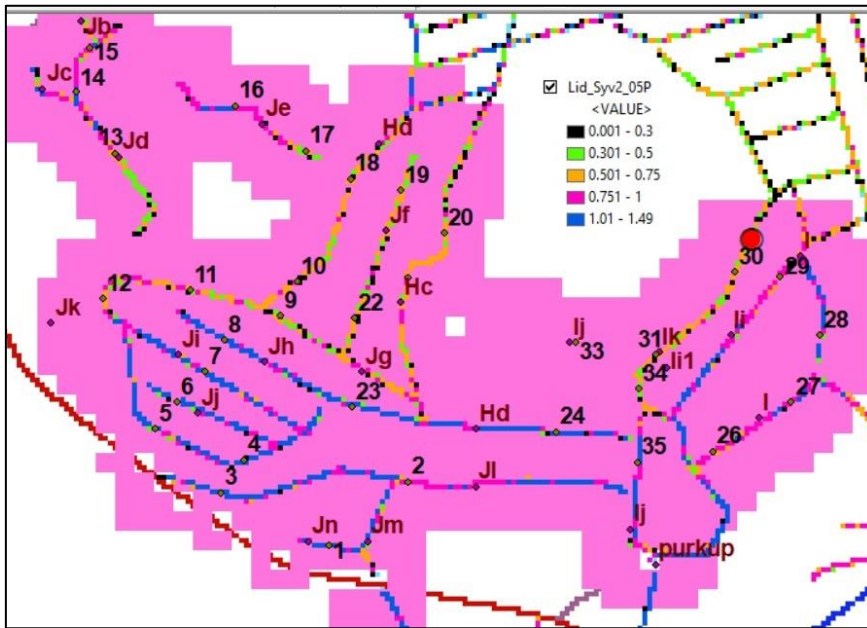 Jb
15
Jc
14
13
Jd
16
Je
17
Hd
18
19
Jf
20
Lid_Syv2_05P
<VALUE>
0.001 - 0.3
0.301 - 0.5
0.501 - 0.75
0.751 - 1
1.01 - 1.49
30
29
28
12
11
10
9
22
Hc
Jk
8
Ji
7
Jh
Jg
23
6
Jj
5
4
3
Ij
33
31
Ik
Ii1
34
Ii
27
I
26
Hd
24
35
2
Jl
Jn
1
Jm
Ij
purkup